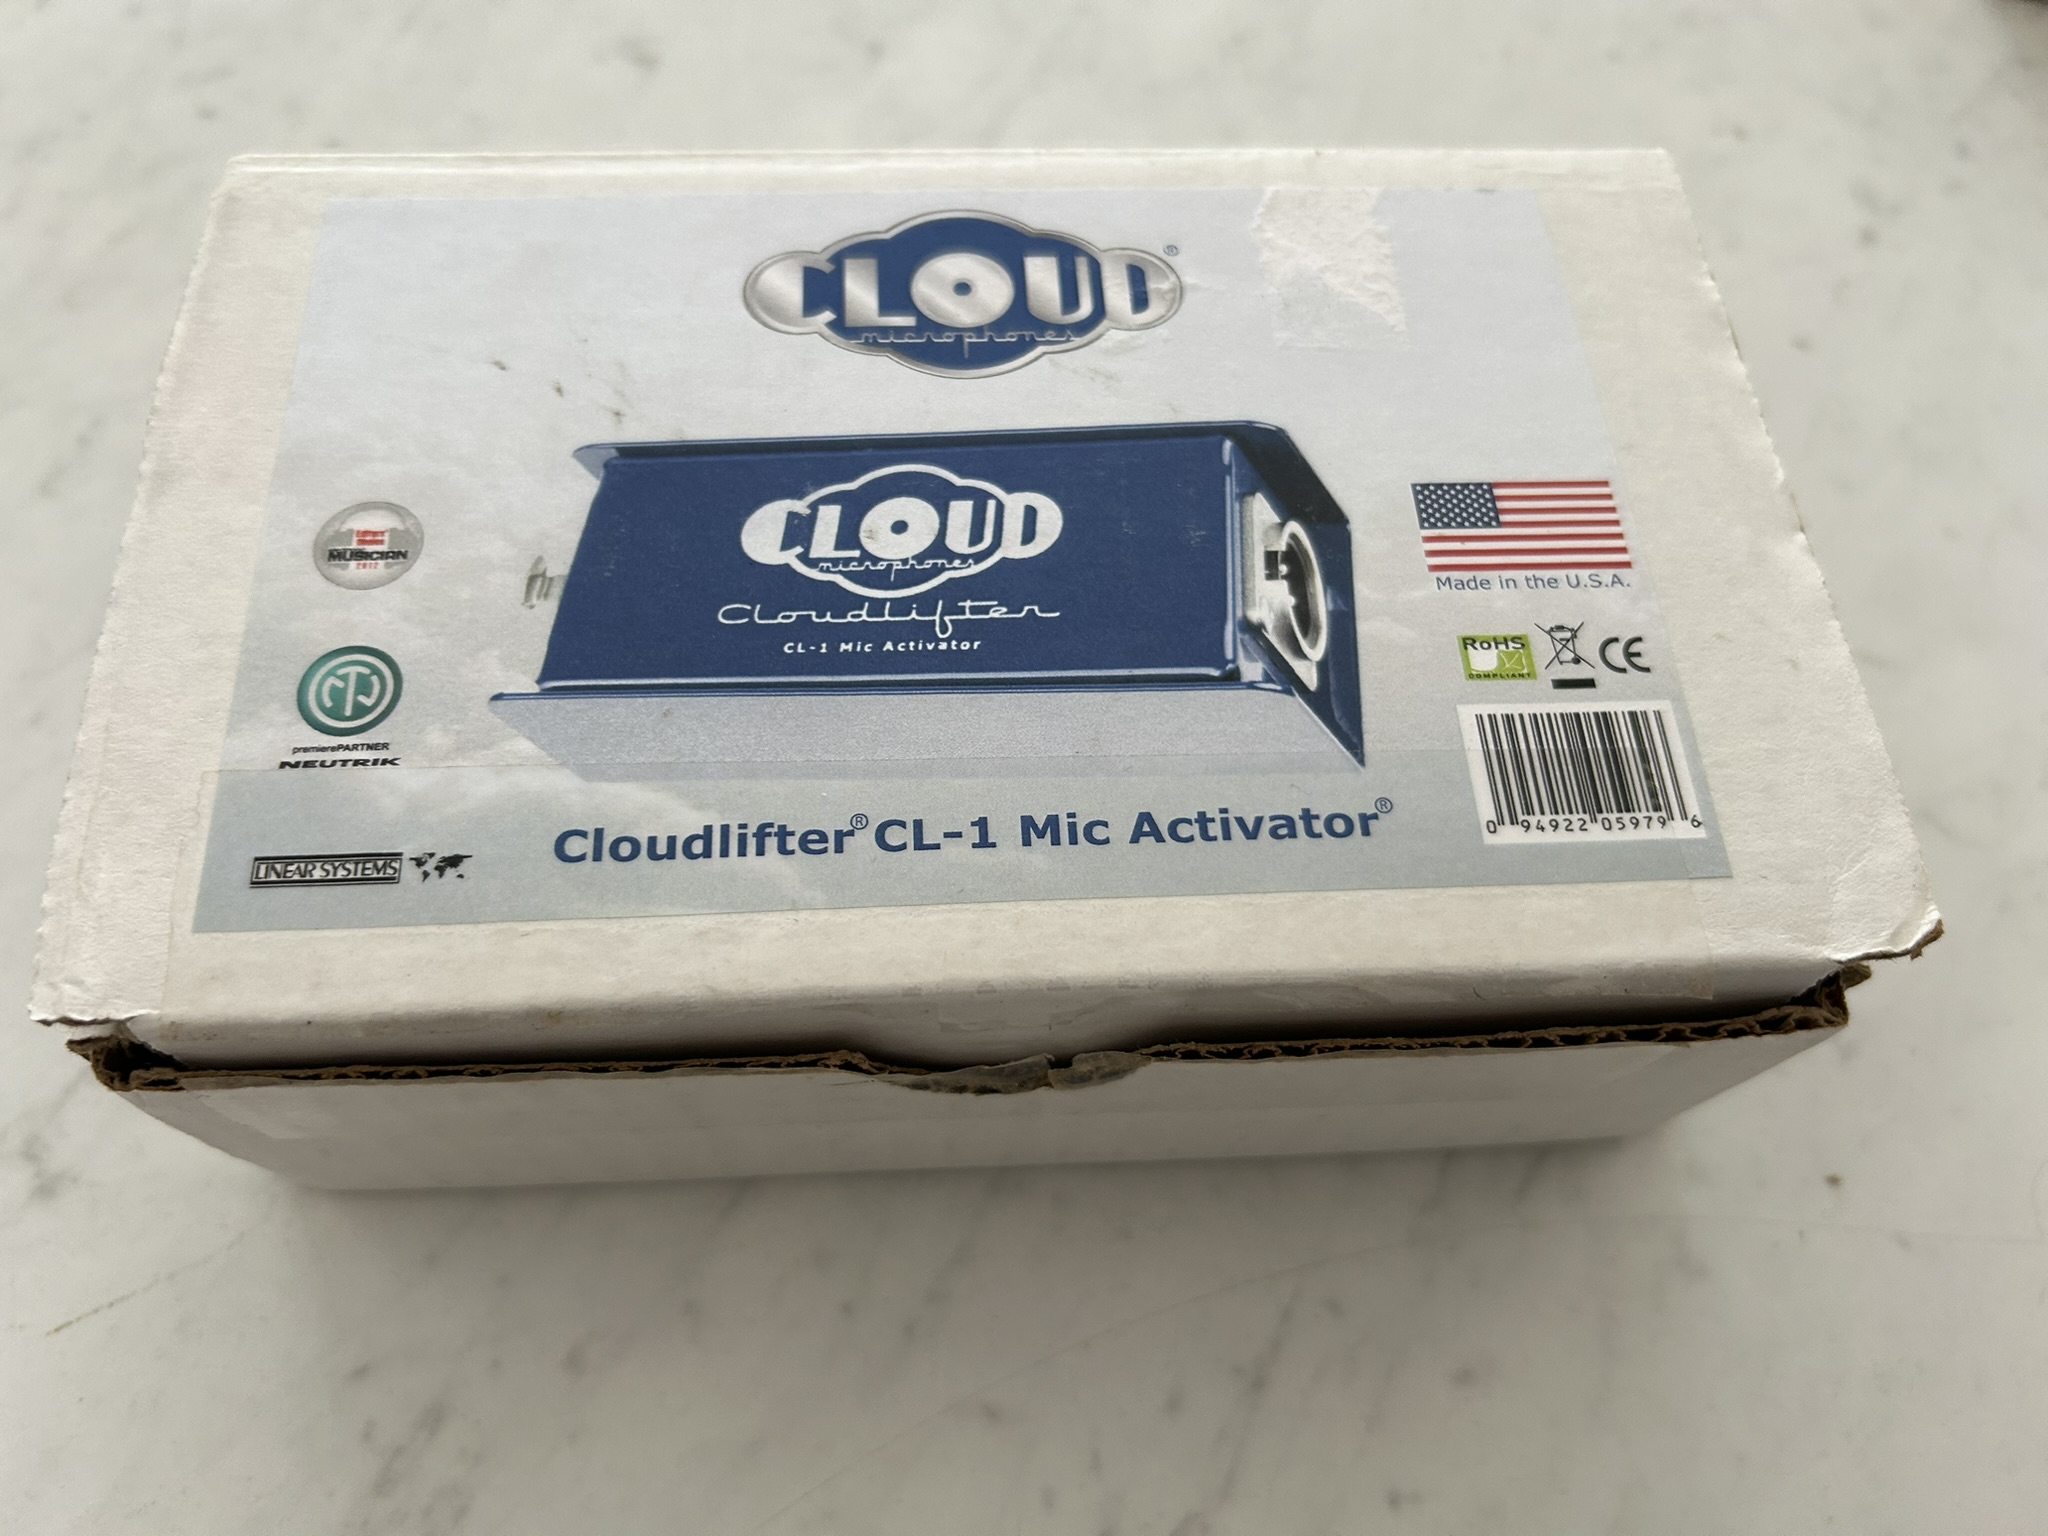 CLOUD®
microphones
CLOUD
microphones
Cloudlifter
CL-1 Mic Activator
MUSICIAN
2012
premierePARTNER
NEUTRIK
LINEAR SYSTEMS
Cloudlifter® CL-1 Mic Activator®
Made in the U.S.A.
RoHS
COMPLIANT
CE
0 94922 05979 6